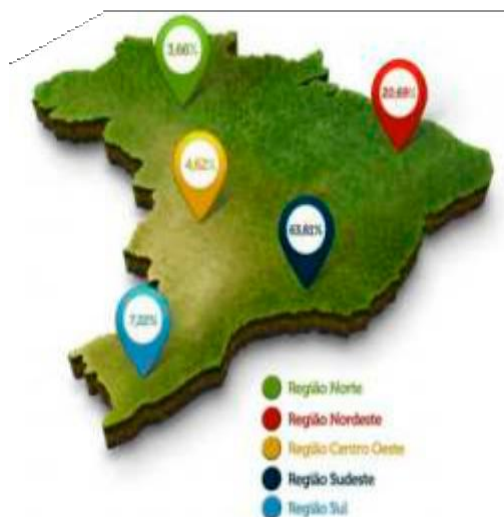 3,66%
20,69%
4,62%
63,81%
7,22%
Região Norte
Região Nordeste
Região Centro Oeste
Região Sudeste
Região Sul